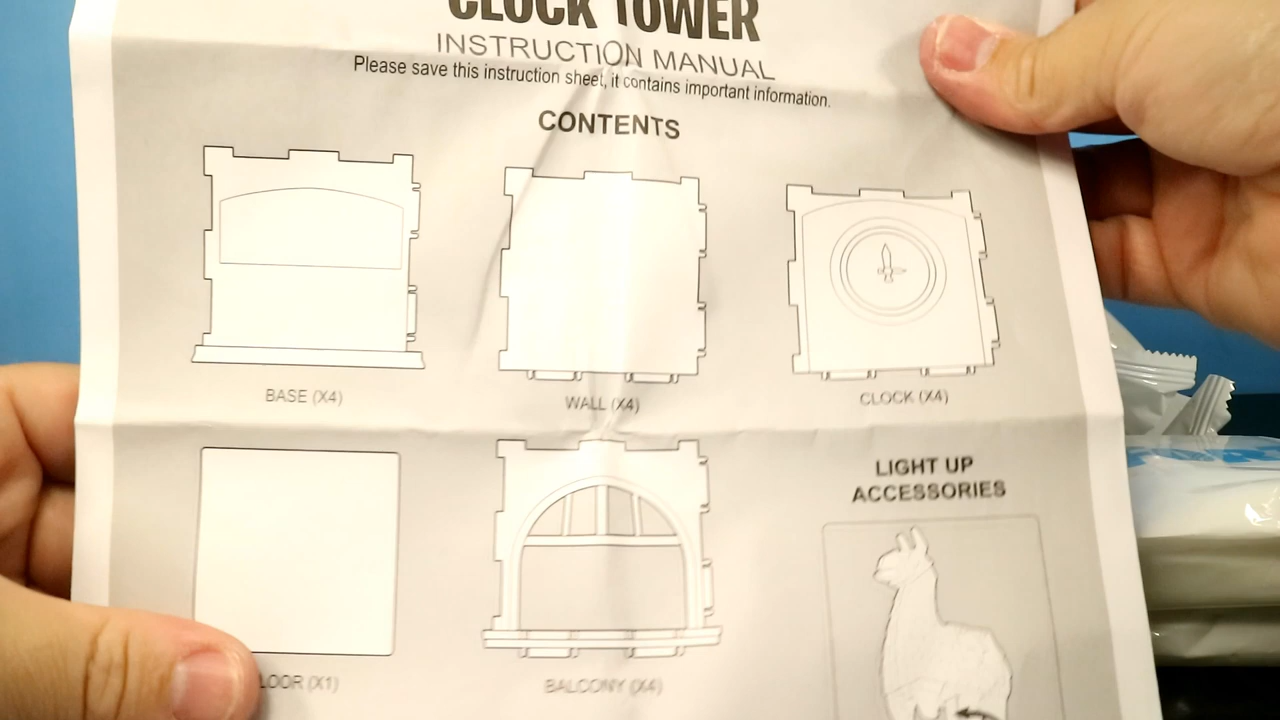 CLOCK TOWER
INSTRUCTION MANUAL
Please save this instruction sheet, it contains important information.
CONTENTS
BASE (X4)
WALL (X4)
CLOCK (X4)
LIGHT UP
ACCESSORIES
LOOR (X1)
BALCONY (X4)